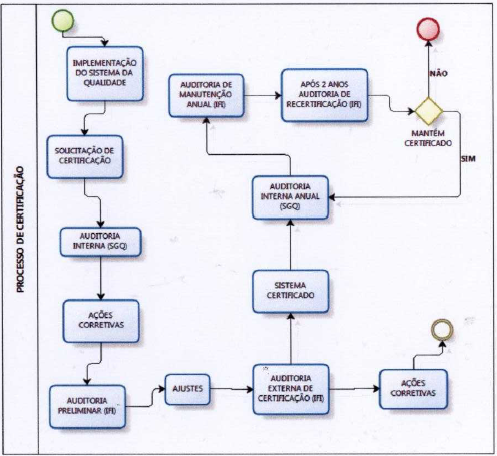 PROCESSO DE CERTIFICAÇÃO
IMPLEMENTAÇÃO
DO SISTEMA DA
QUALIDADE
SOLICITAÇÃO DE
CERTIFICAÇÃO
AUDITORIA
INTERNA (SGQ)
AÇÕES
CORRETIVAS
AUDITORIA
PRELIMINAR (IFI)
AJUSTES
AUDITORIA
EXTERNA DE
CERTIFICAÇÃO (IFI)
AÇÕES
CORRETIVAS
SISTEMA
CERTIFICADO
AUDITORIA
INTERNA ANUAL
(SGQ)
AUDITORIA DE
MANUTENÇÃO
ANUAL (IFI)
APÓS 2 ANOS
AUDITORIA DE
RECERTIFICAÇÃO (IFI)
MANTÉM
CERTIFICADO
NÃO
SIM